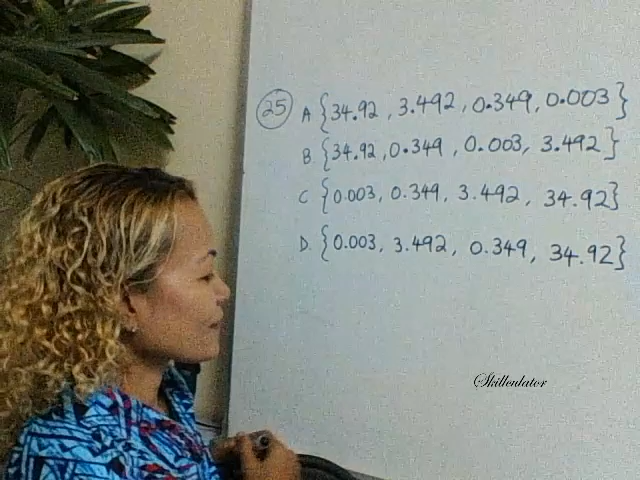 25 A {34.92, 3.492, 0.349, 0.003}
B. {34.92, 0.349, 0.003, 3.492}
C {0.003, 0.349, 3.492, 34.92}
D. {0.003, 3.492, 0.349, 34.92}
Skillendator